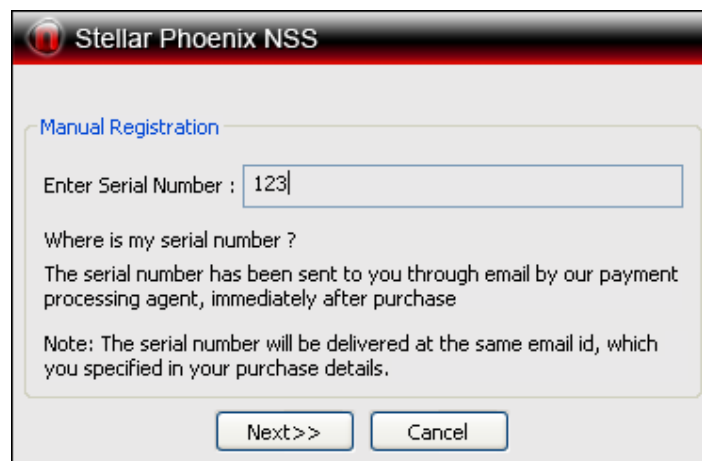 Stellar Phoenix NSS
Manual Registration
Enter Serial Number : 123
Where is my serial number ?
The serial number has been sent to you through email by our payment
processing agent, immediately after purchase
Note: The serial number will be delivered at the same email id, which
you specified in your purchase details.
Next>> Cancel